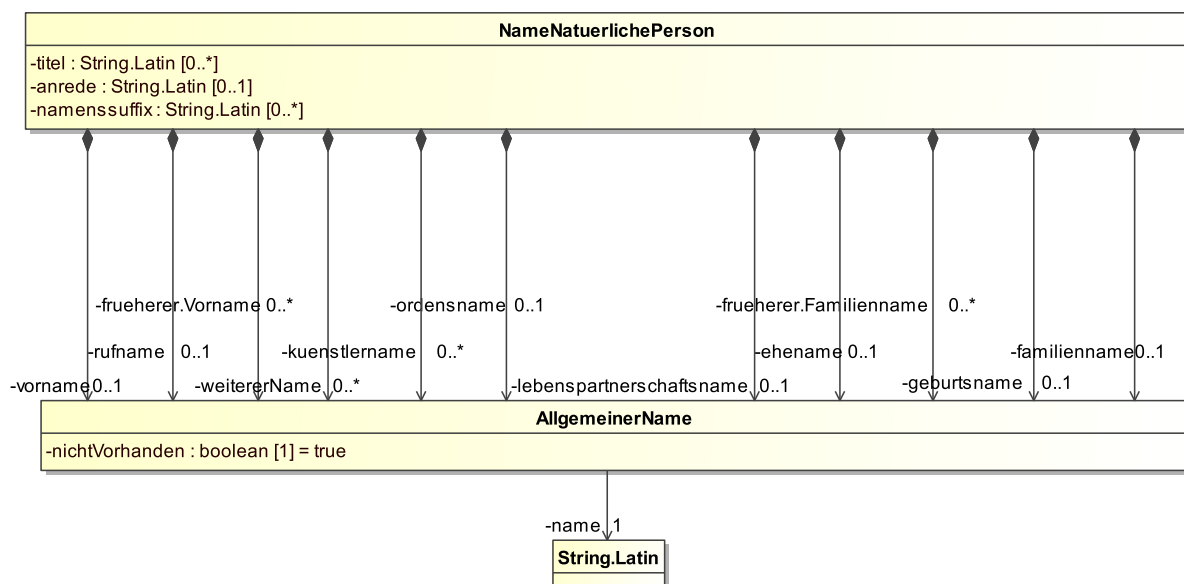 NameNatuerlichePerson
-titel : String.Latin [0..*]
-anrede : String.Latin [0..1]
-namenssuffix : String.Latin [0..*]
-frueherer.Vorname 0..*
-ordensname 0..1
-frueherer.Familienname 0..*
-rufname 0..1
-kuenstlername 0..*
-ehename 0..1
-familienname 0..1
-vorname 0..1
-weitererName 0..*
-lebenspartnerschaftsname 0..1
-geburtsname 0..1
AllgemeinerName
-nichtVorhanden : boolean [1] = true
-name 1
String.Latin